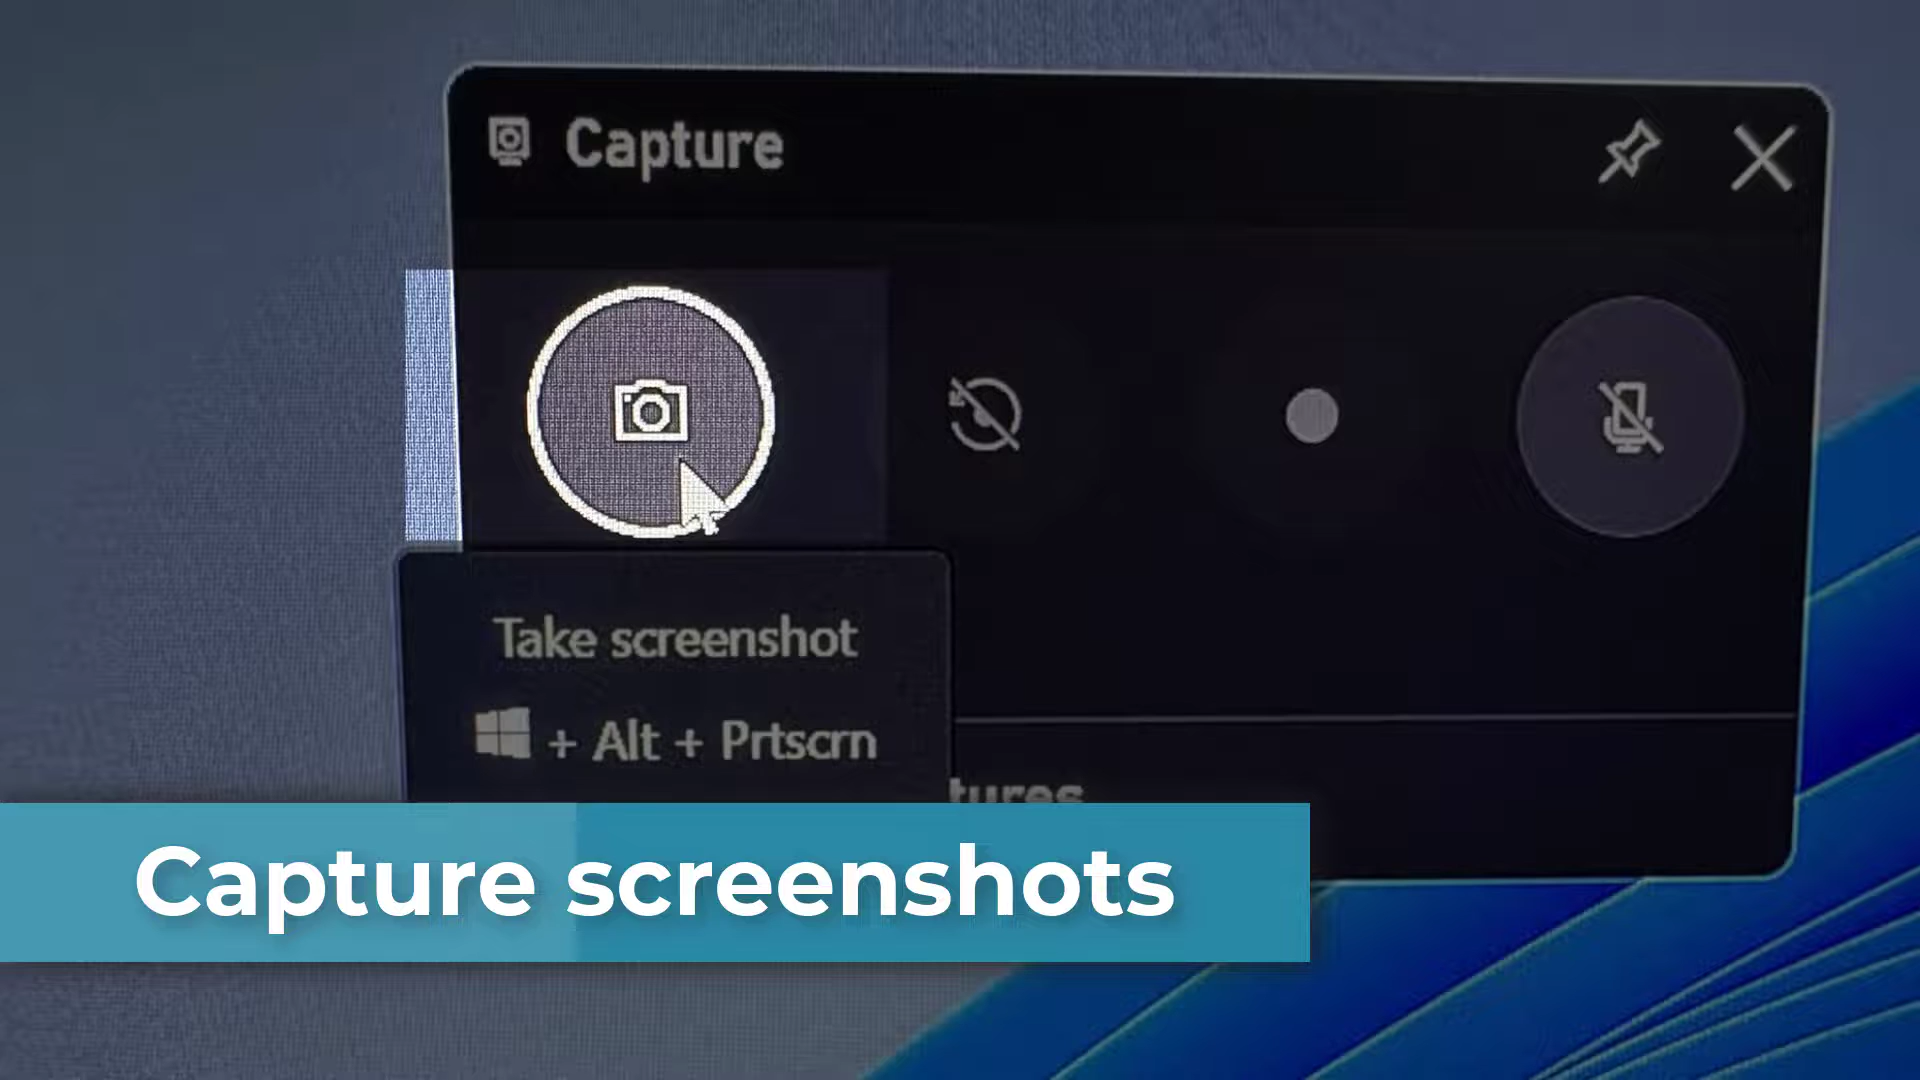 Capture
Take screenshot
+ Alt + Prtscrn
Capture screenshots